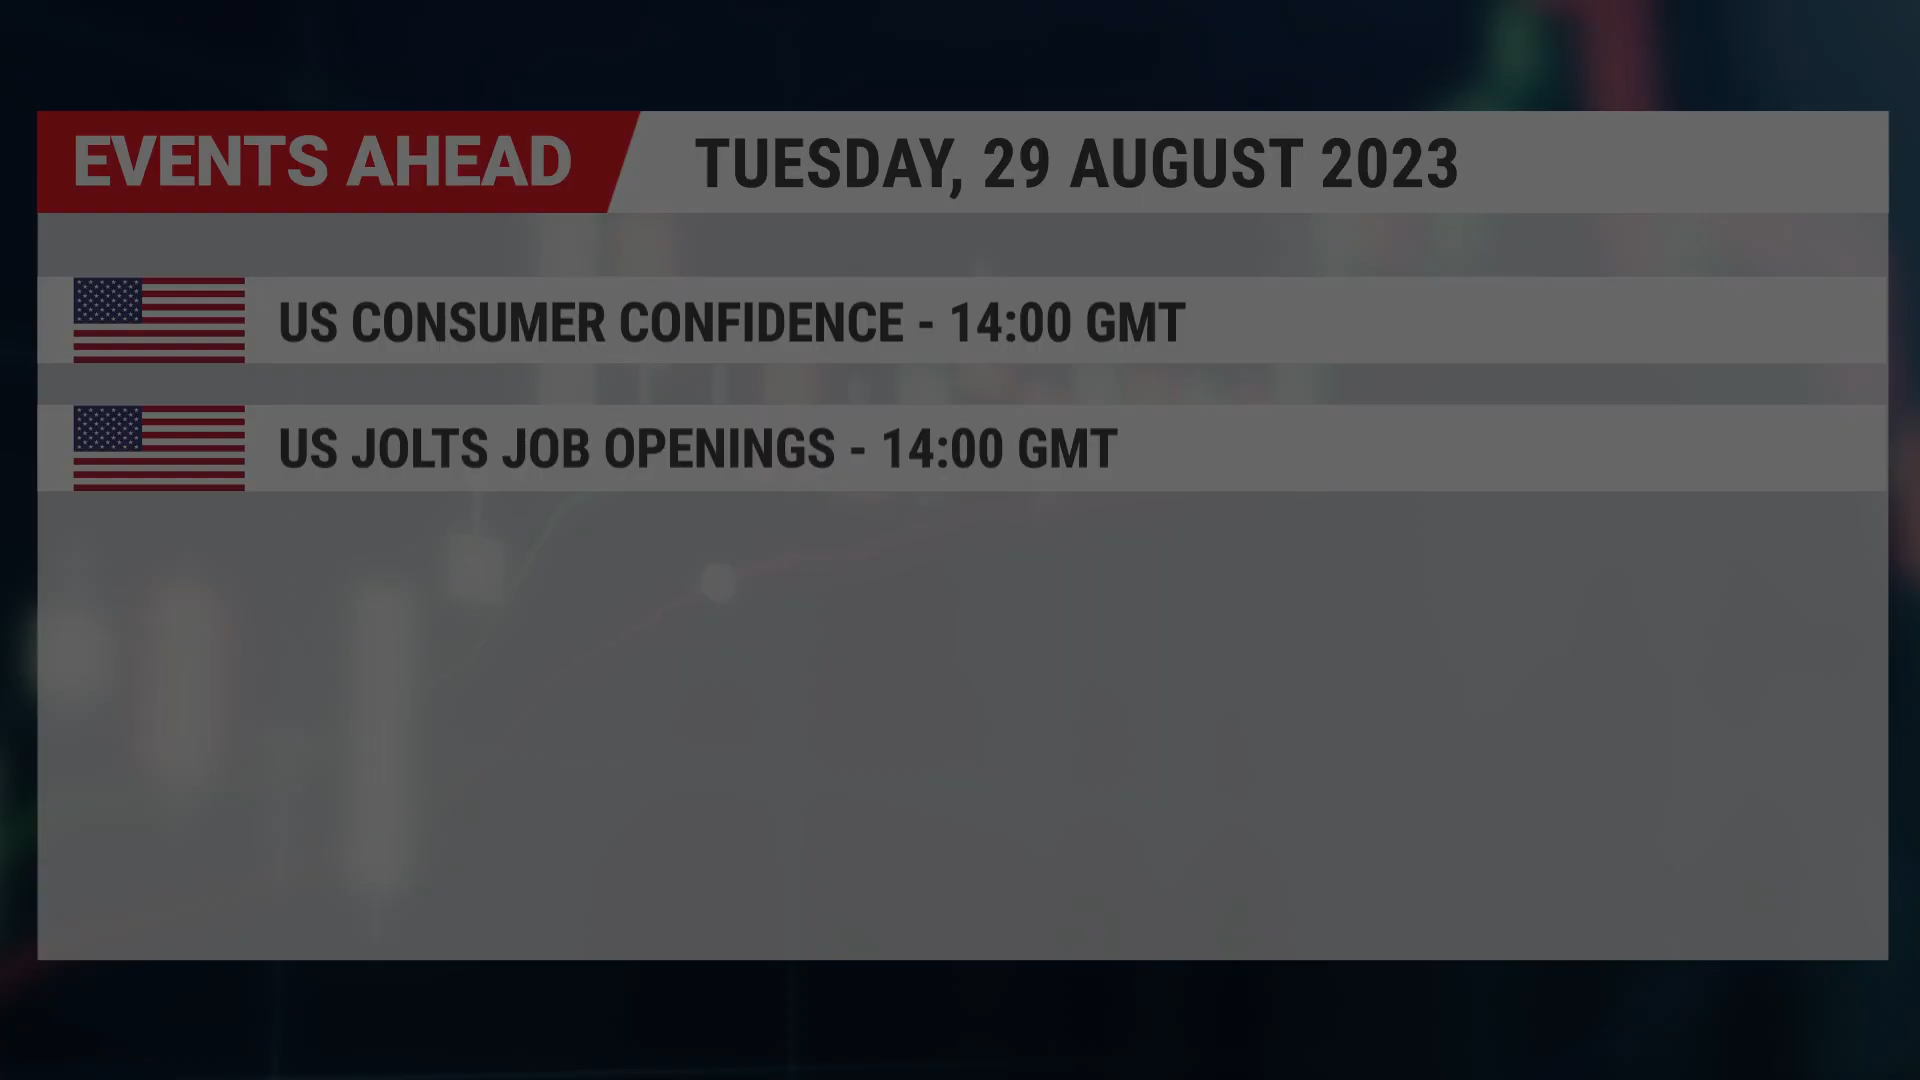 EVENTS AHEAD
TUESDAY, 29 AUGUST 2023
US CONSUMER CONFIDENCE - 14:00 GMT
US JOLTS JOB OPENINGS - 14:00 GMT